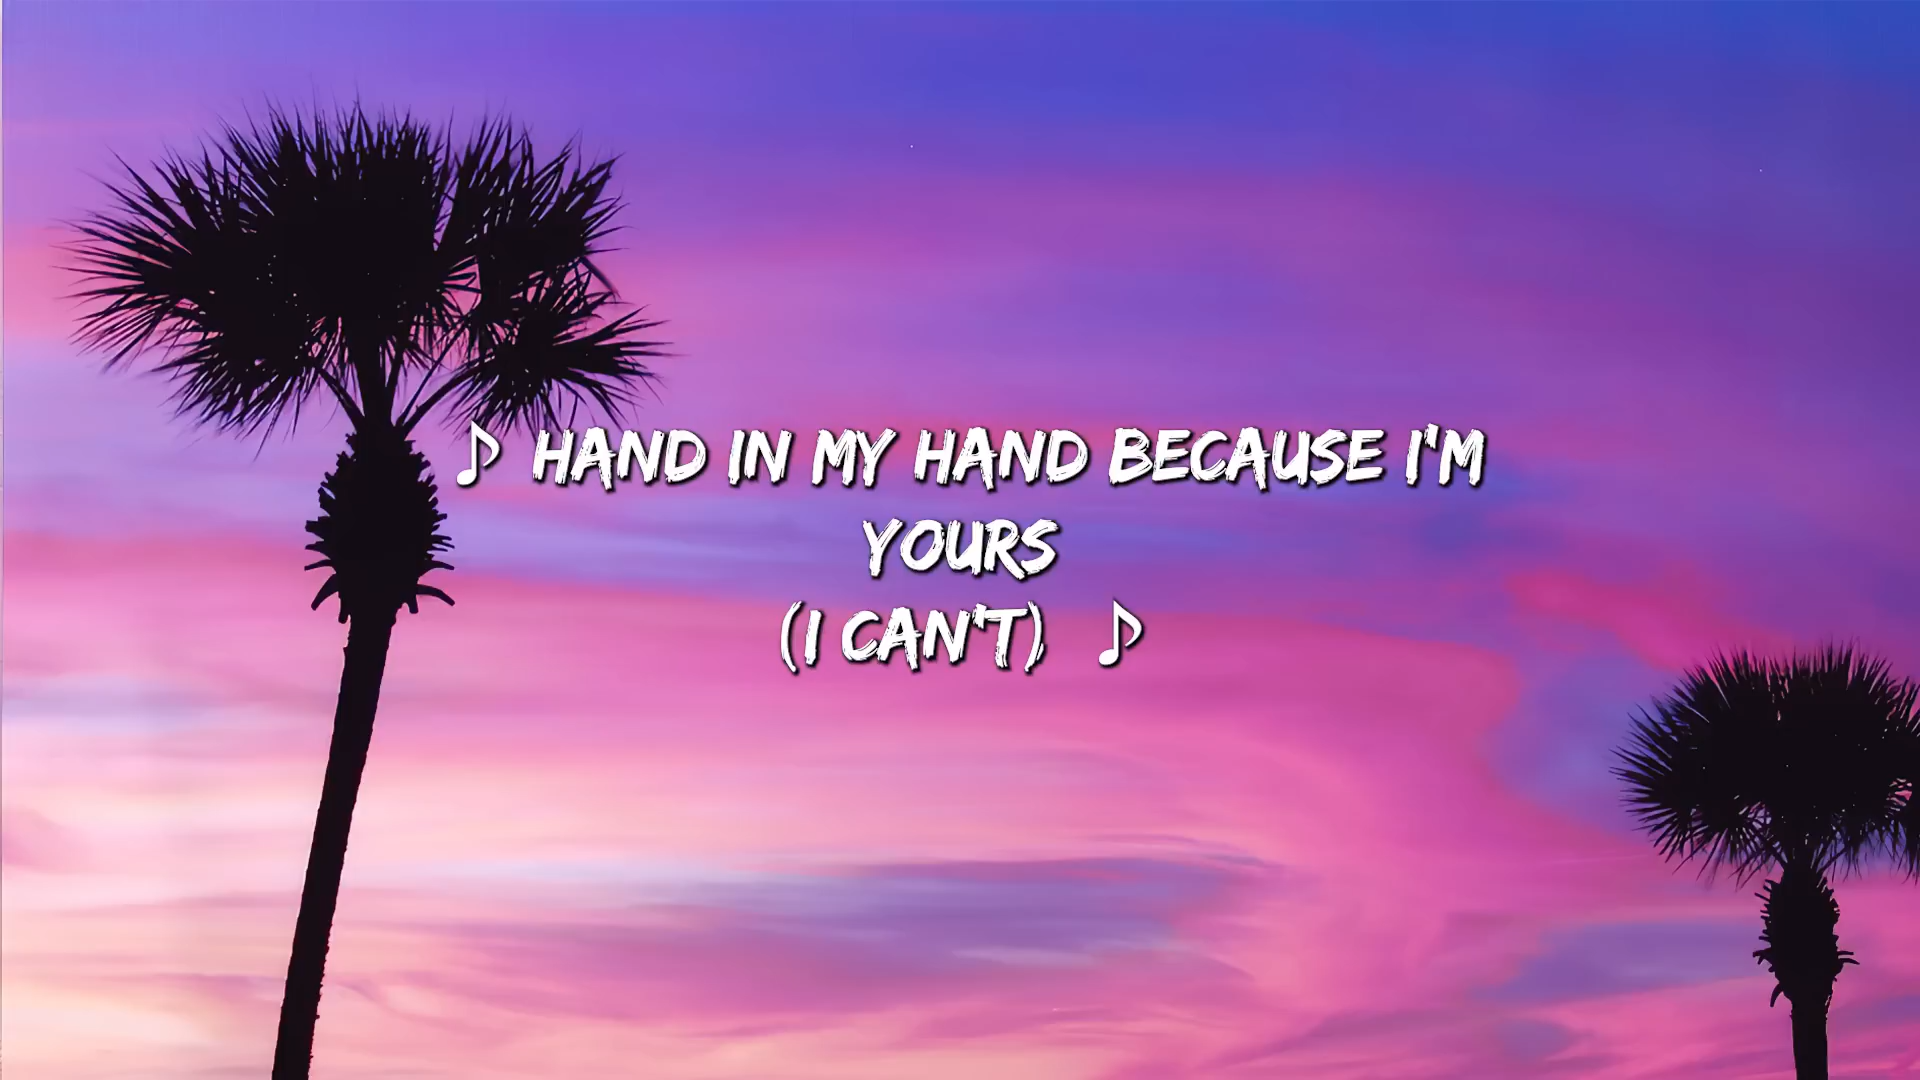 ♪ HAND IN MY HAND BECAUSE I'M
YOURS
(I CAN'T) ♪